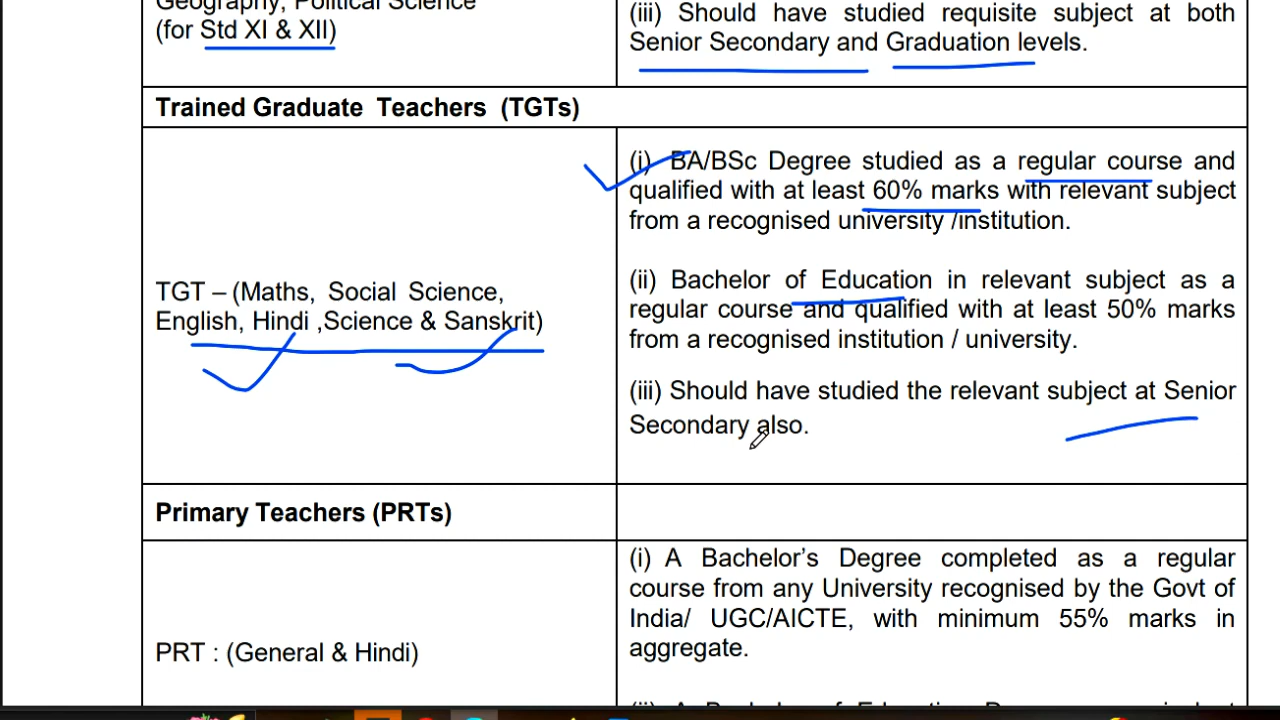 Geography, Political Science
(for Std XI & XII)
(iii) Should have studied requisite subject at both
Senior Secondary and Graduation levels.
Trained Graduate Teachers (TGTs)
TGT – (Maths, Social Science,
English, Hindi ,Science & Sanskrit)
(i) BA/BSc Degree studied as a regular course and
qualified with at least 60% marks with relevant subject
from a recognised university /institution.
(ii) Bachelor of Education in relevant subject as a
regular course and qualified with at least 50% marks
from a recognised institution / university.
(iii) Should have studied the relevant subject at Senior
Secondary also.
Primary Teachers (PRTs)
PRT : (General & Hindi)
(i) A Bachelor’s Degree completed as a regular
course from any University recognised by the Govt of
India/ UGC/AICTE, with minimum 55% marks in
aggregate.